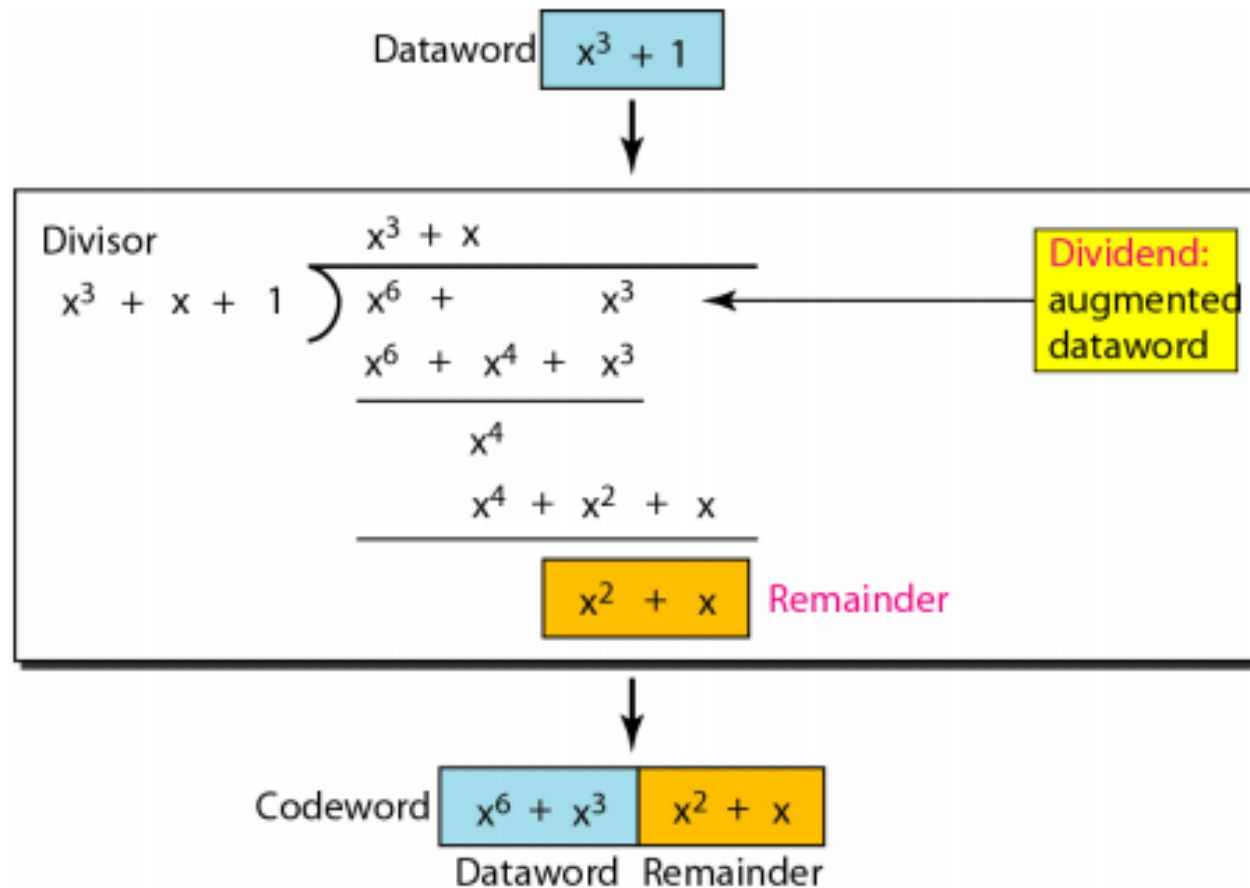 Dataword x³ + 1
Divisor
x³ + x
x³ + x + 1
x⁶ + x³
Dividend:
augmented
dataword
x⁶ + x⁴ + x³
x⁴
x⁴ + x² + x
x² + x Remainder
Codeword x⁶ + x³ x² + x
Dataword Remainder